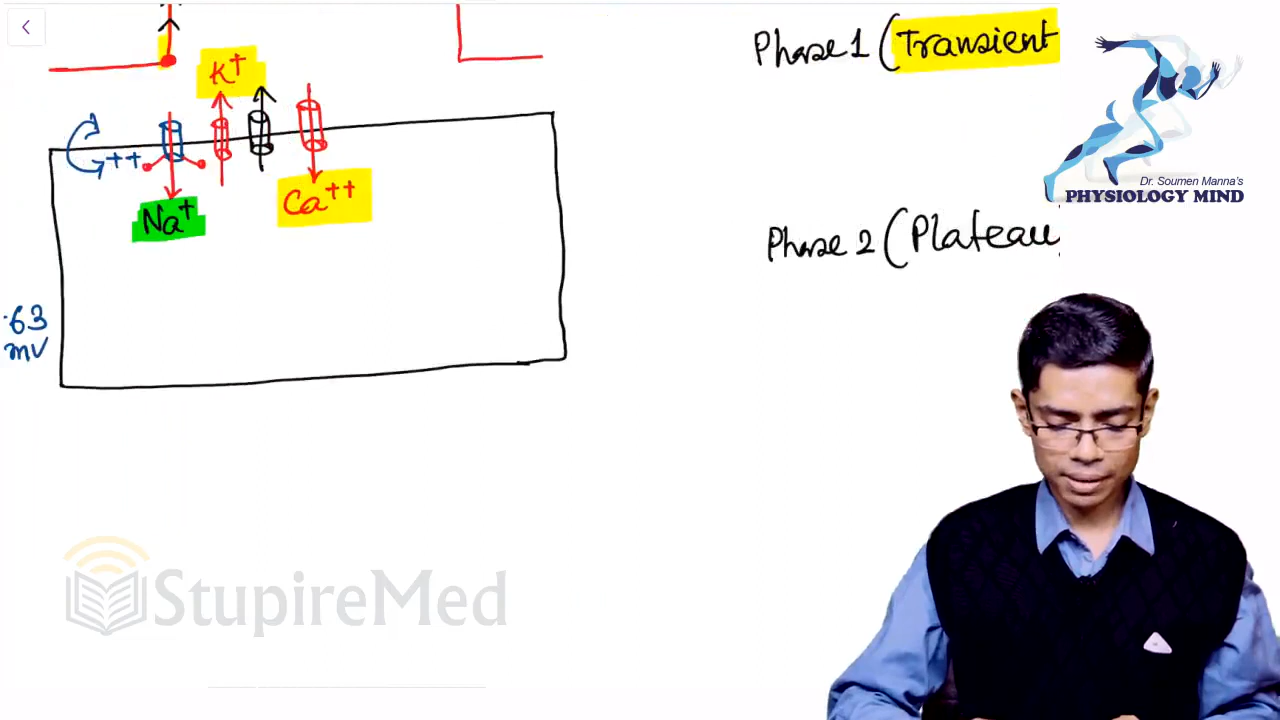 K+
Phase 1 (Transient
++
Na+
Ca++
Phase 2 (Plateau
-63
mV
Dr. Soumen Manna's
PHYSIOLOGY MIND
StupireMed